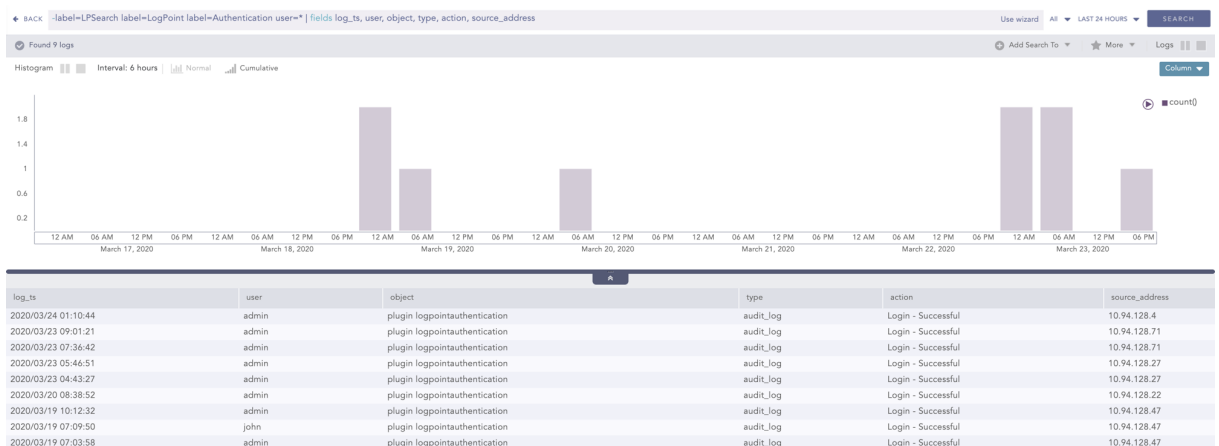 BACK -label=LPSearch label=LogPoint label=Authentication user=* | fields log_ts, user, object, type, action, source_address Use wizard All LAST 24 HOURS SEARCH
Found 9 logs Add Search To More Logs
Histogram Interval: 6 hours Normal Cumulative Column
count()
1.8
1.4
1
0.6
0.2
12 AM 06 AM 12 PM 06 PM 12 AM 06 AM 12 PM 06 PM 12 AM 06 AM 12 PM 06 PM 12 AM 06 AM 12 PM 06 PM 12 AM 06 AM 12 PM 06 PM 12 AM 06 AM 12 PM 06 PM 12 AM 06 AM 12 PM 06 PM
March 17, 2020 March 18, 2020 March 19, 2020 March 20, 2020 March 21, 2020 March 22, 2020 March 23, 2020
log_ts user object type action source_address
2020/03/24 01:10:44 admin plugin logpointauthentication audit_log Login - Successful 10.94.128.4
2020/03/23 09:01:21 admin plugin logpointauthentication audit_log Login - Successful 10.94.128.71
2020/03/23 07:36:42 admin plugin logpointauthentication audit_log Login - Successful 10.94.128.71
2020/03/23 05:46:51 admin plugin logpointauthentication audit_log Login - Successful 10.94.128.27
2020/03/23 04:43:27 admin plugin logpointauthentication audit_log Login - Successful 10.94.128.27
2020/03/20 08:38:52 admin plugin logpointauthentication audit_log Login - Successful 10.94.128.22
2020/03/19 10:12:32 admin plugin logpointauthentication audit_log Login - Successful 10.94.128.47
2020/03/19 07:09:50 john plugin logpointauthentication audit_log Login - Successful 10.94.128.47
2020/03/19 07:03:58 admin plugin logpointauthentication audit_log Login - Successful 10.94.128.47